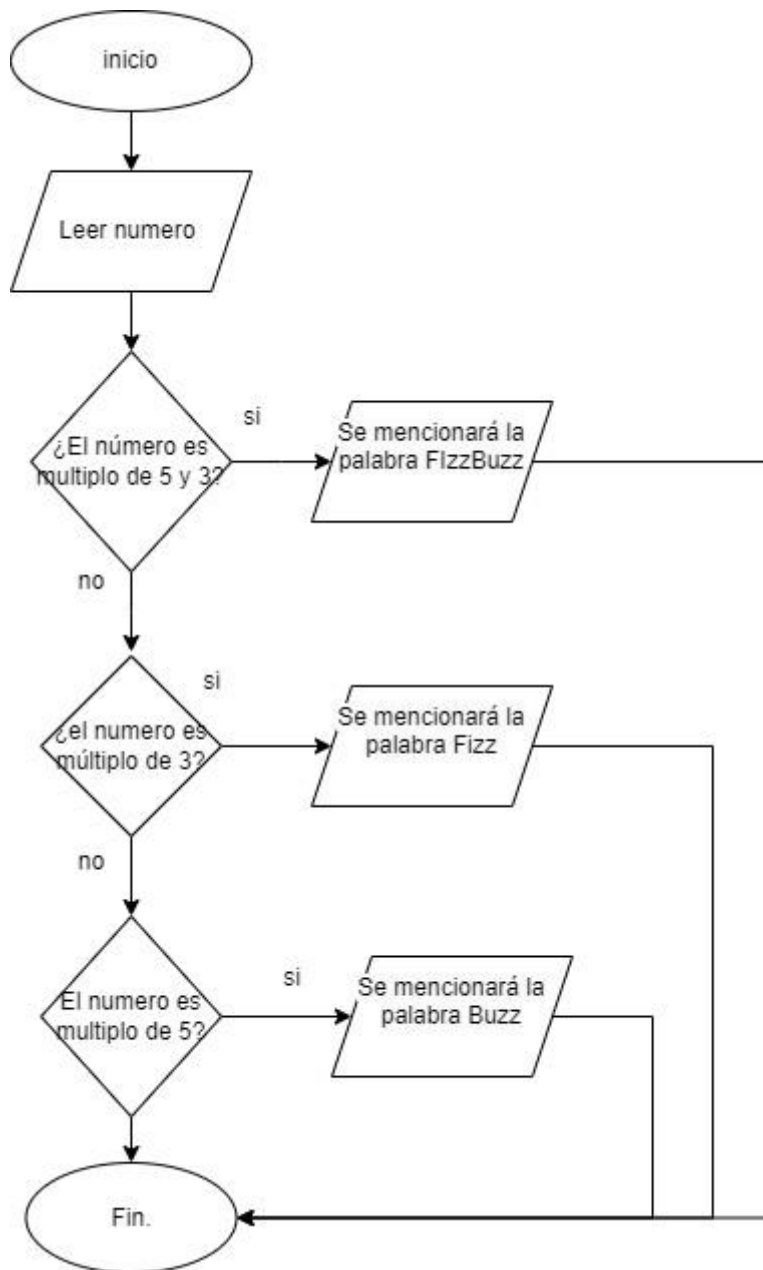 inicio
Leer numero
¿El número es
multiplo de 5 y 3?
si
Se mencionará la
palabra FIzzBuzz
no
¿el numero es
múltiplo de 3?
si
Se mencionará la
palabra Fizz
no
El numero es
multiplo de 5?
si
Se mencionará la
palabra Buzz
Fin.